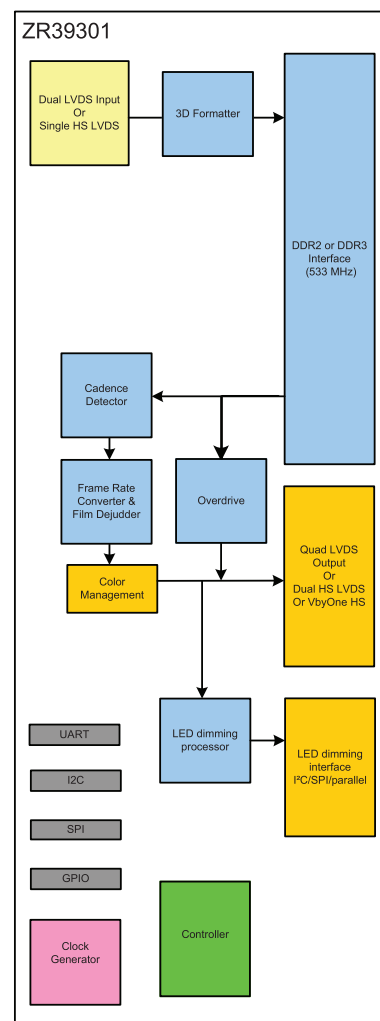 ZR39301
Dual LVDS Input
Or
Single HS LVDS
3D Formatter
DDR2 or DDR3
Interface
(533 MHz)
Cadence
Detector
Frame Rate
Converter &
Film Dejudder
Overdrive
Quad LVDS
Output
Or
Dual HS LVDS
Or VbyOne HS
Color
Management
LED dimming
processor
LED dimming
interface
I²C/SPI/parallel
UART
I2C
SPI
GPIO
Clock
Generator
Controller